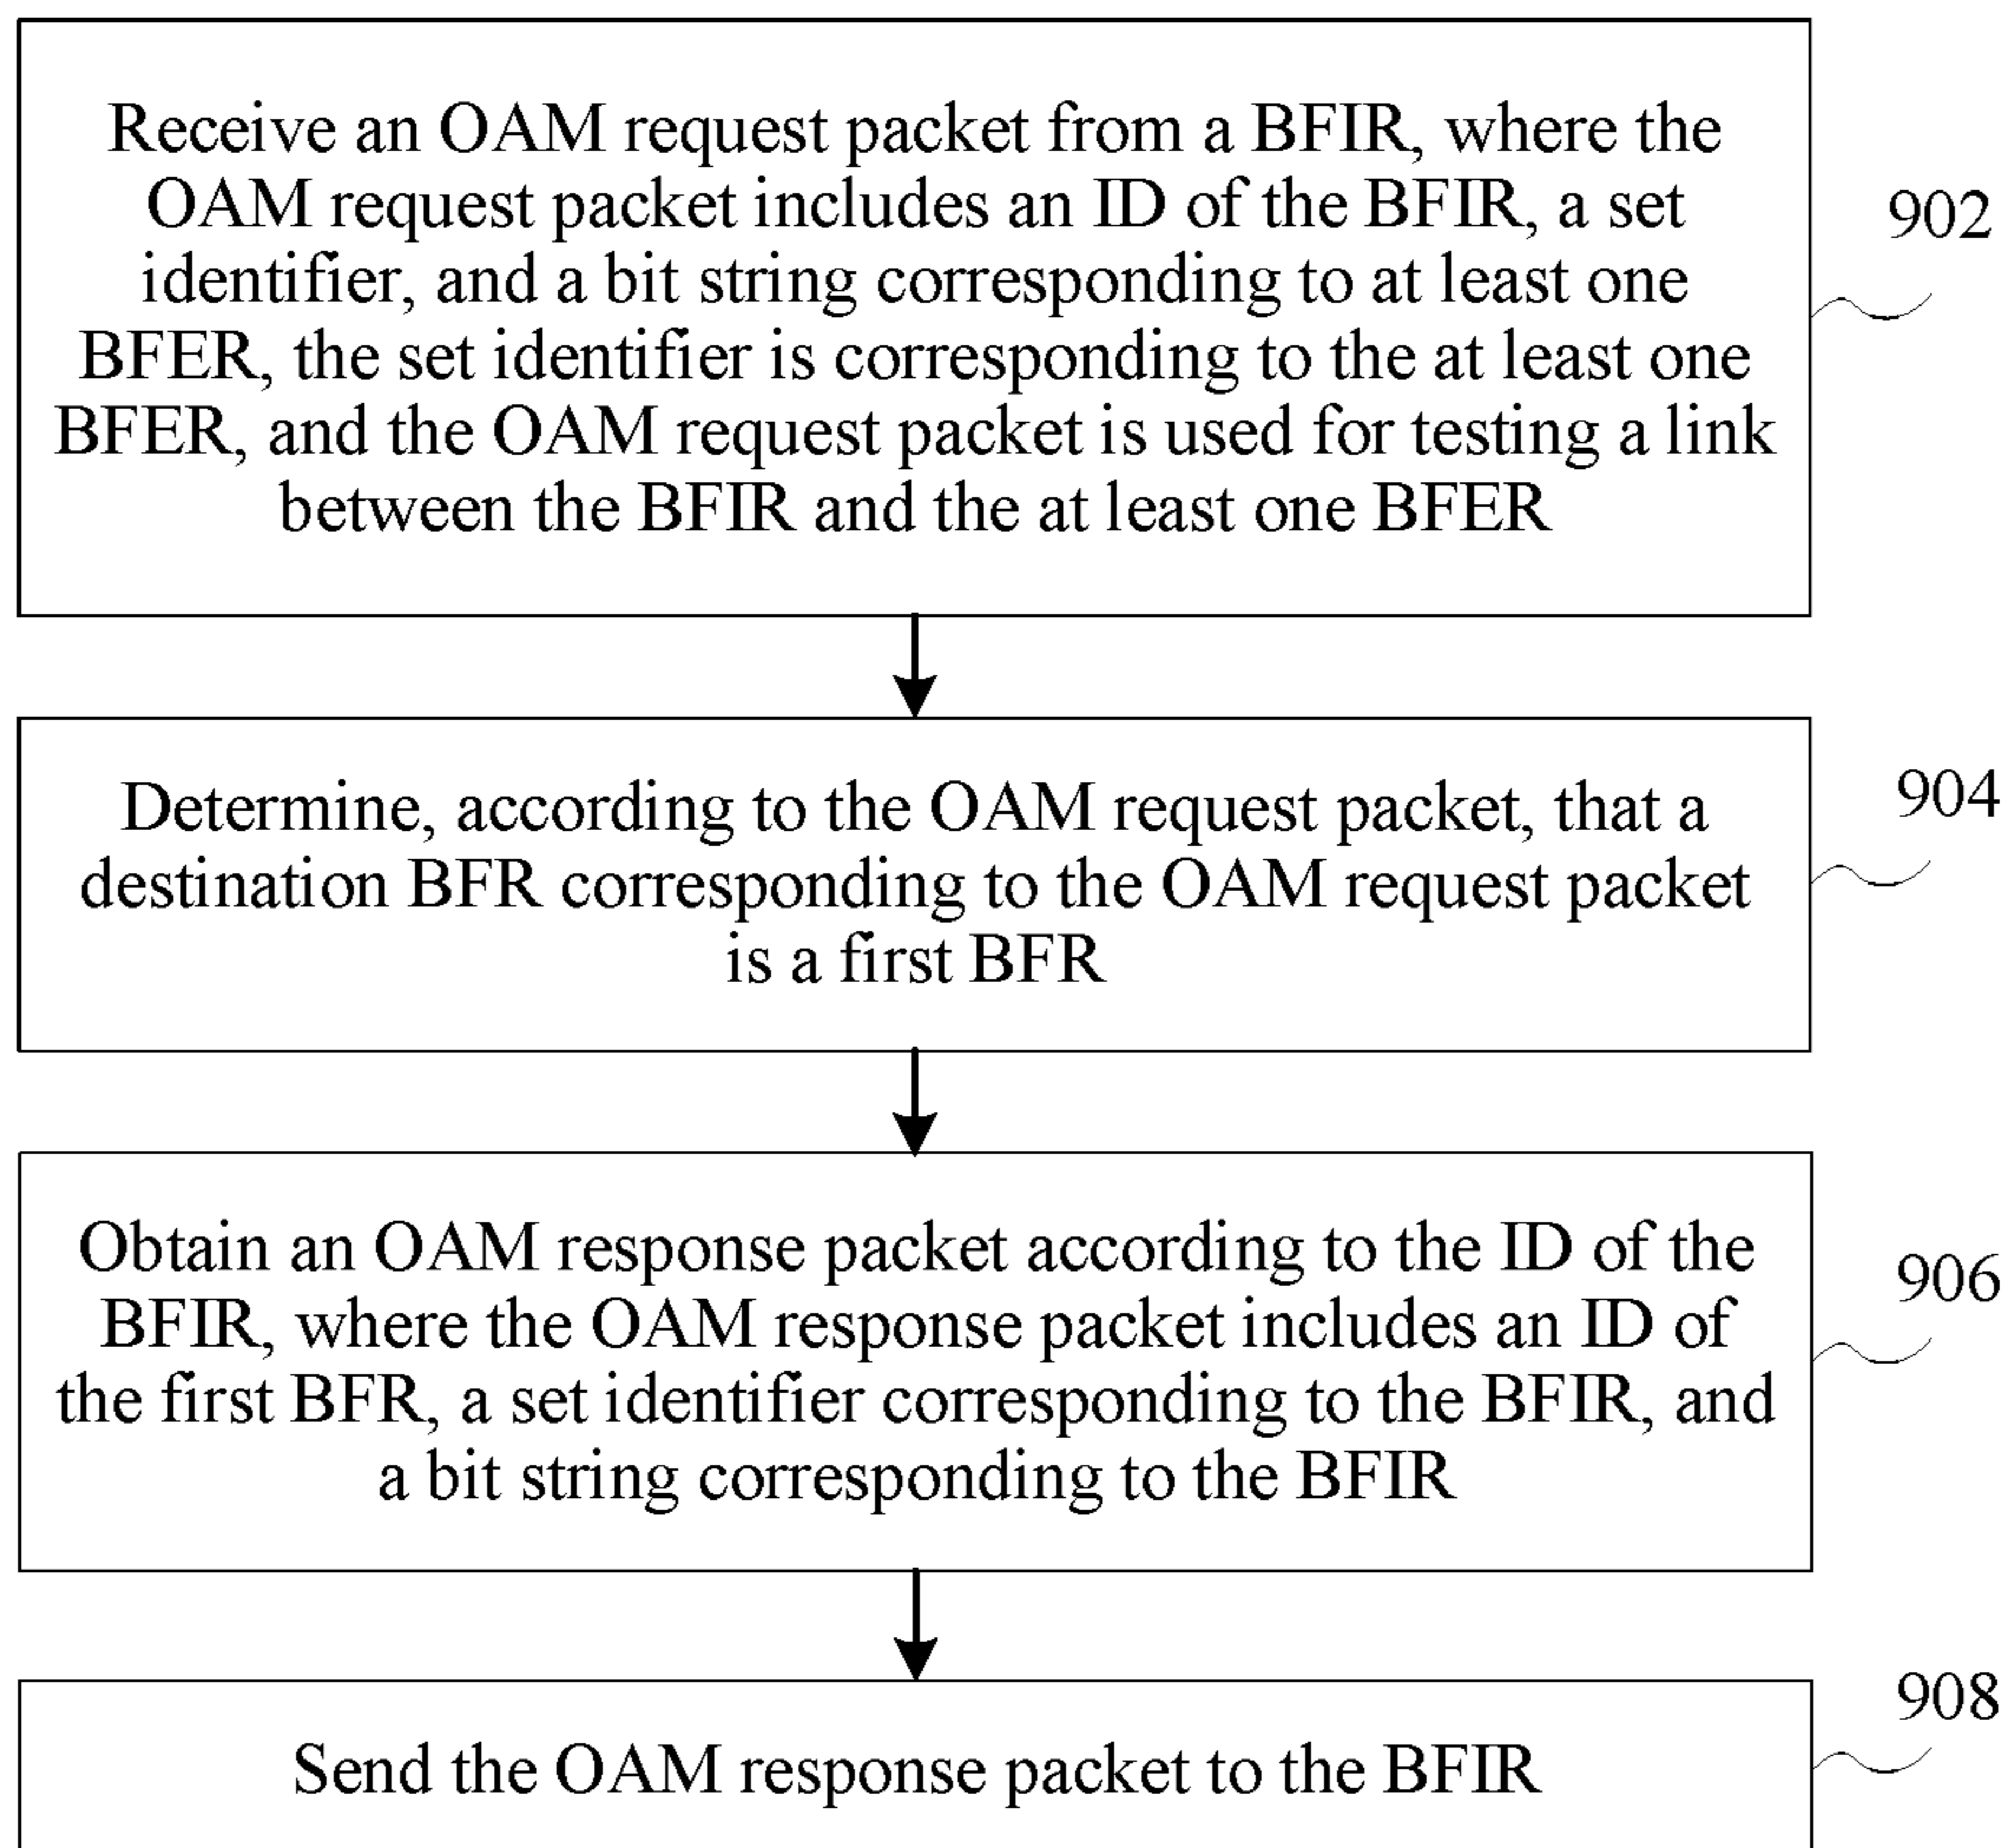 Receive an OAM request packet from a BFIR, where the
OAM request packet includes an ID of the BFIR, a set
identifier, and a bit string corresponding to at least one
BFER, the set identifier is corresponding to the at least one
BFER, and the OAM request packet is used for testing a link
between the BFIR and the at least one BFER
902
Determine, according to the OAM request packet, that a
destination BFR corresponding to the OAM request packet
is a first BFR
904
Obtain an OAM response packet according to the ID of the
BFIR, where the OAM response packet includes an ID of
the first BFR, a set identifier corresponding to the BFIR, and
a bit string corresponding to the BFIR
906
Send the OAM response packet to the BFIR
908